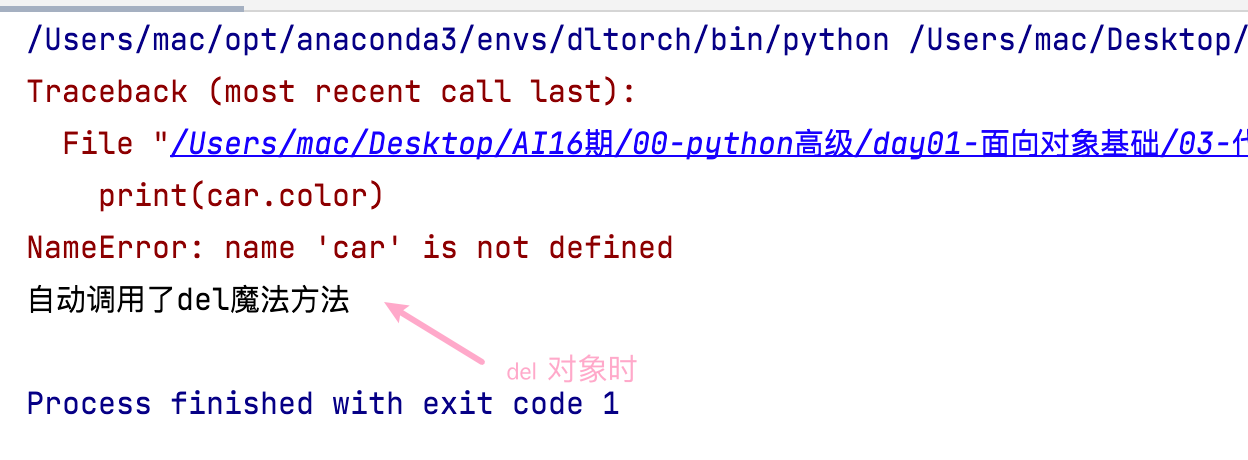 /Users/mac/opt/anaconda3/envs/dltorch/bin/python /Users/mac/Desktop/
Traceback (most recent call last):
File "/Users/mac/Desktop/AI16期/00-python高级/day01-面向对象基础/03-
print(car.color)
NameError: name 'car' is not defined
自动调用了del魔法方法
del 对象时
Process finished with exit code 1